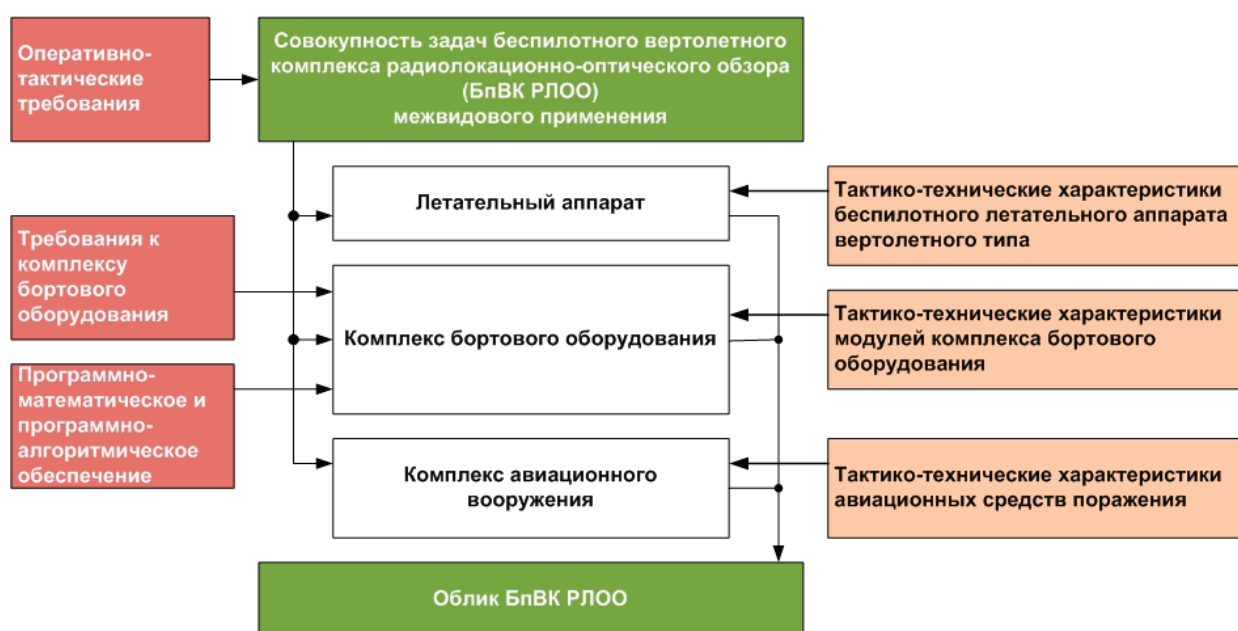 Оперативно-
тактические
требования
Совокупность задач беспилотного вертолетного
комплекса радиолокационно-оптического обзора
(БпВК РЛОО)
межвидового применения
Летательный аппарат
Тактико-технические характеристики
беспилотного летательного аппарата
вертолетного типа
Требования к
комплексу
бортового
оборудования
Комплекс бортового оборудования
Тактико-технические характеристики
модулей комплекса бортового
оборудования
Программно-
математическое и
программно-
алгоритмическое
обеспечение
Комплекс авиационного
вооружения
Тактико-технические характеристики
авиационных средств поражения
Облик БпВК РЛОО